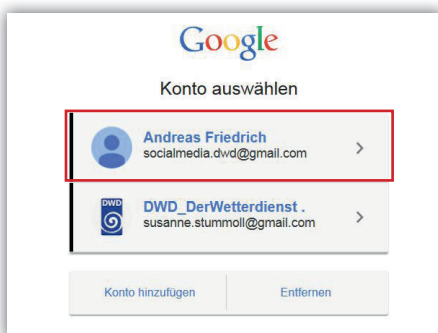 Google
Konto auswählen
Andreas Friedrich
socialmedia.dwd@gmail.com
DWD
DWD_DerWetterdienst .
susanne.stummoll@gmail.com
Konto hinzufügen
Entfernen